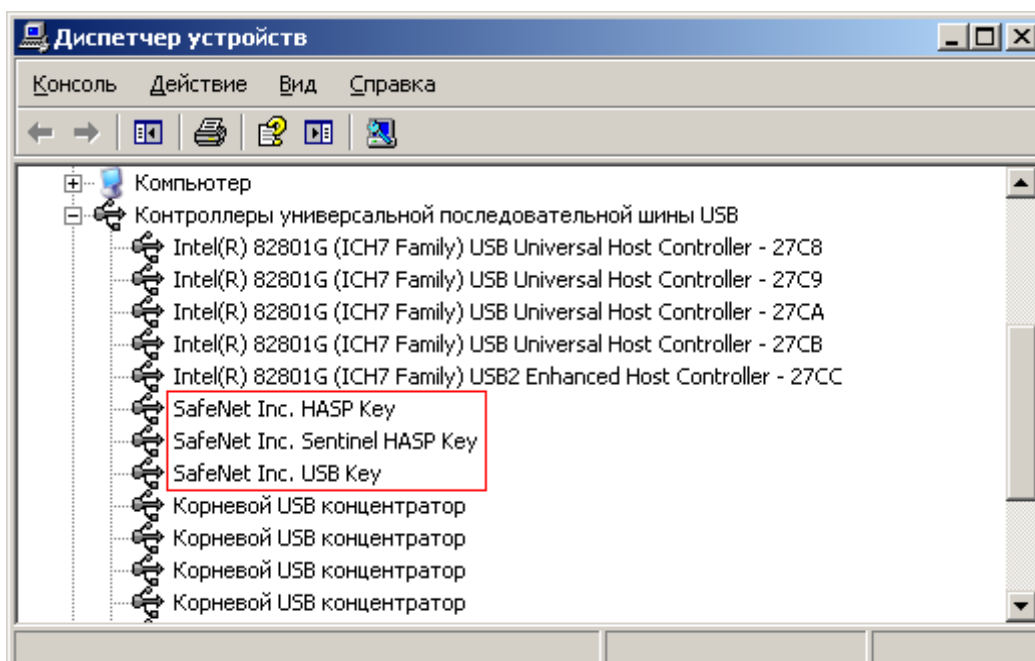 Диспетчер устройств
Консоль Действие Вид Справка
Компьютер
Контроллеры универсальной последовательной шины USB
Intel(R) 82801G (ICH7 Family) USB Universal Host Controller - 27C8
Intel(R) 82801G (ICH7 Family) USB Universal Host Controller - 27C9
Intel(R) 82801G (ICH7 Family) USB Universal Host Controller - 27CA
Intel(R) 82801G (ICH7 Family) USB Universal Host Controller - 27CB
Intel(R) 82801G (ICH7 Family) USB2 Enhanced Host Controller - 27CC
SafeNet Inc. HASP Key
SafeNet Inc. Sentinel HASP Key
SafeNet Inc. USB Key
Корневой USB концентратор
Корневой USB концентратор
Корневой USB концентратор
Корневой USB концентратор